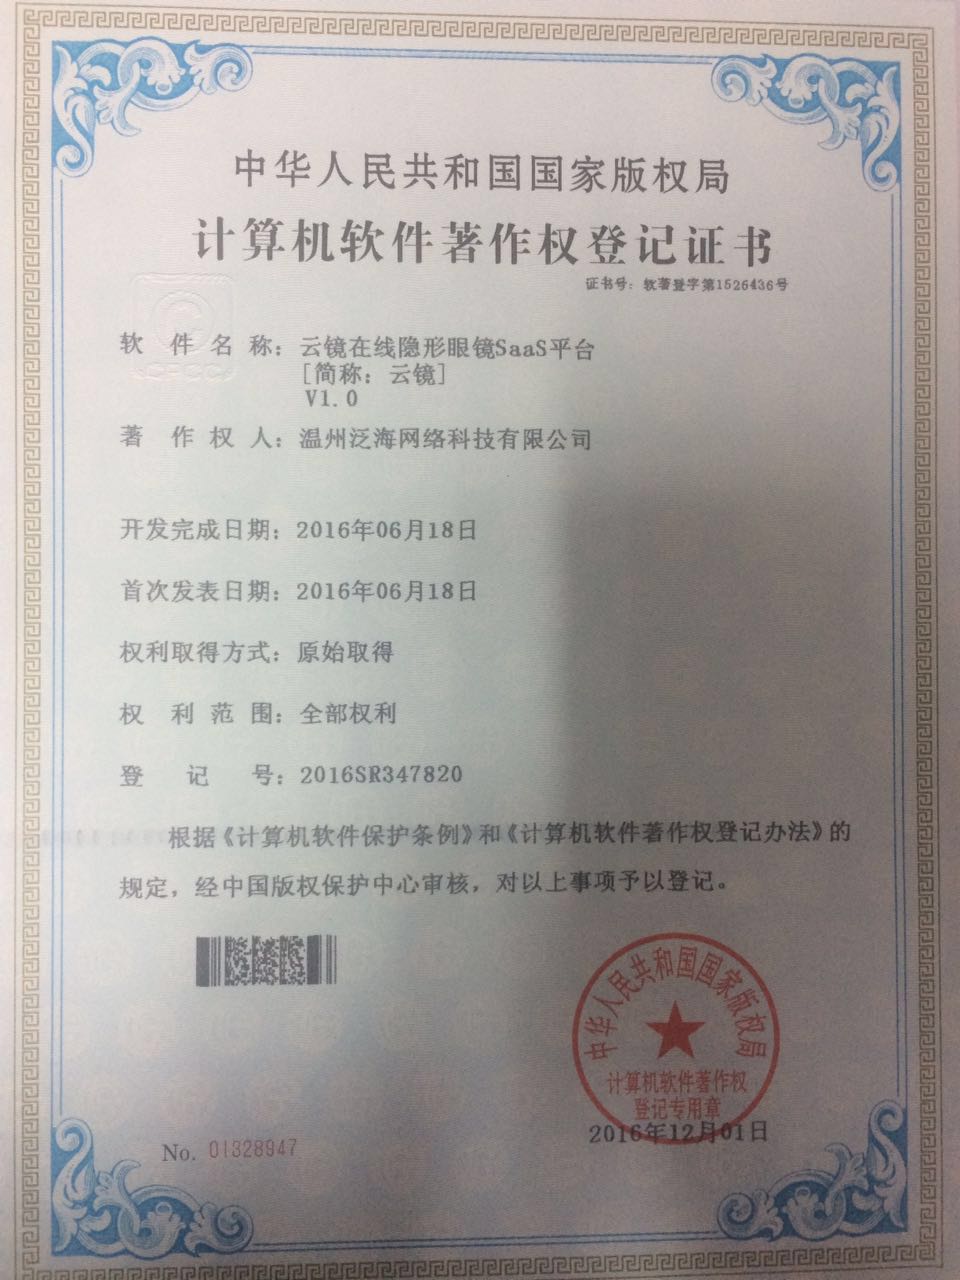 中华人民共和国国家版权局
计算机软件著作权登记证书
证书号：软著登字第1526436号
CPCC
软件名称：云镜在线隐形眼镜SaaS平台
[简称：云镜]
V1.0
著作权人：温州泛海网络科技有限公司
开发完成日期：2016年06月18日
首次发表日期：2016年06月18日
权利取得方式：原始取得
权利范围：全部权利
登记号：2016SR347820
根据《计算机软件保护条例》和《计算机软件著作权登记办法》的
规定，经中国版权保护中心审核，对以上事项予以登记。
中华人民共和国国家版权局
计算机软件著作权
登记专用章
2016年12月01日
No. 01328947